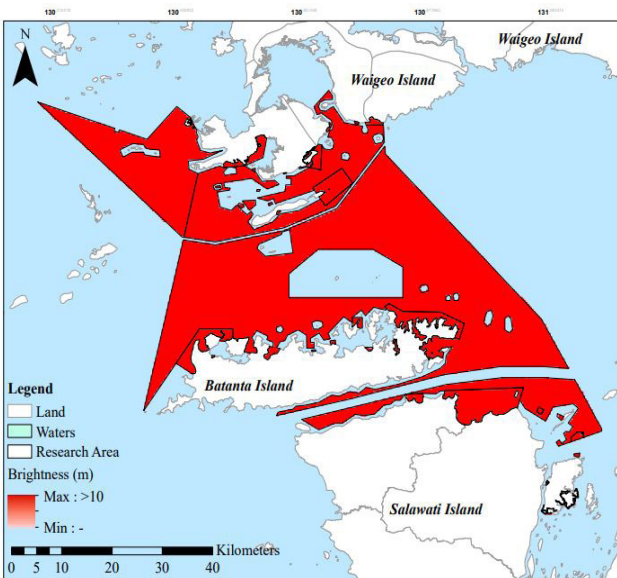 130
130
130
131
N
Waigeo Island
Waigeo Island
Batanta Island
Salawati Island
Legend
Land
Waters
Research Area
Brightness (m)
Max : >10
Min : -
Kilometers
0 5 10 20 30 40